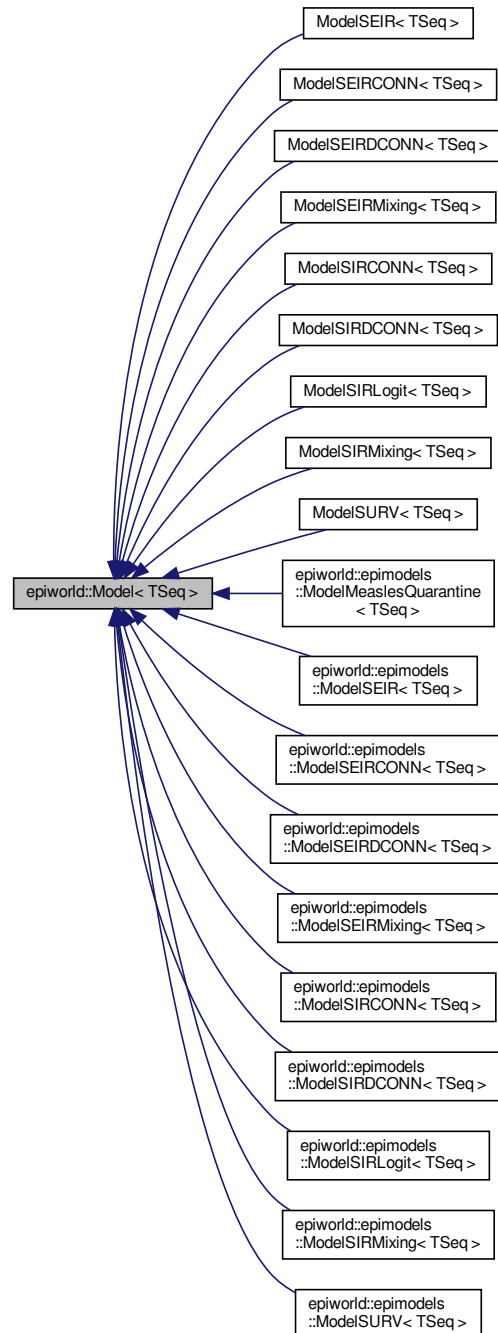 ModelSEIR< TSeq >
ModelSEIRCONN< TSeq >
ModelSEIRDCONN< TSeq >
ModelSEIRMixing< TSeq >
ModelSIRCONN< TSeq >
ModelSIRDCONN< TSeq >
ModelSIRLogit< TSeq >
ModelSIRMixing< TSeq >
ModelSURV< TSeq >
epiworld::Model< TSeq >
epiworld::epimodels
::ModelMeaslesQuarantine
< TSeq >
epiworld::epimodels
::ModelSEIR< TSeq >
epiworld::epimodels
::ModelSEIRCONN< TSeq >
epiworld::epimodels
::ModelSEIRDCONN< TSeq >
epiworld::epimodels
::ModelSEIRMixing< TSeq >
epiworld::epimodels
::ModelSIRCONN< TSeq >
epiworld::epimodels
::ModelSIRDCONN< TSeq >
epiworld::epimodels
::ModelSIRLogit< TSeq >
epiworld::epimodels
::ModelSIRMixing< TSeq >
epiworld::epimodels
::ModelSURV< TSeq >